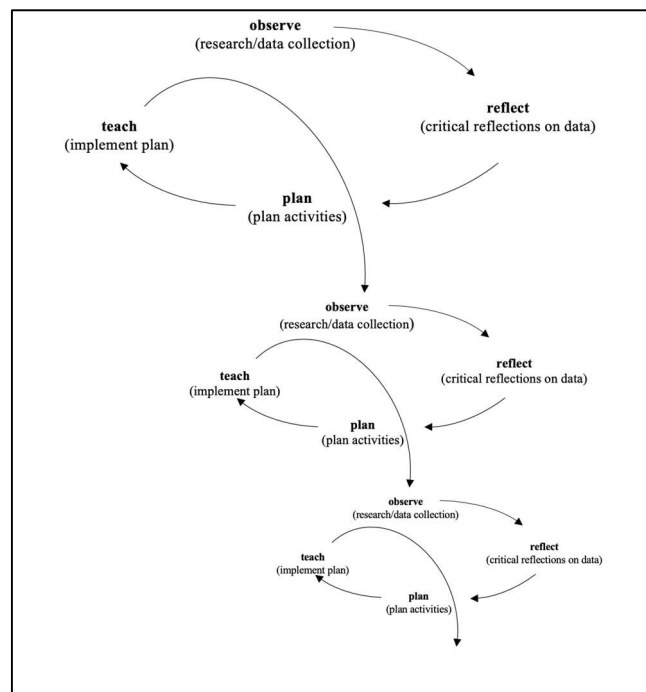 observe
(research/data collection)
reflect
(critical reflections on data)
teach
(implement plan)
plan
(plan activities)
observe
(research/data collection)
reflect
(critical reflections on data)
teach
(implement plan)
plan
(plan activities)
observe
(research/data collection)
reflect
(critical reflections on data)
teach
(implement plan)
plan
(plan activities)